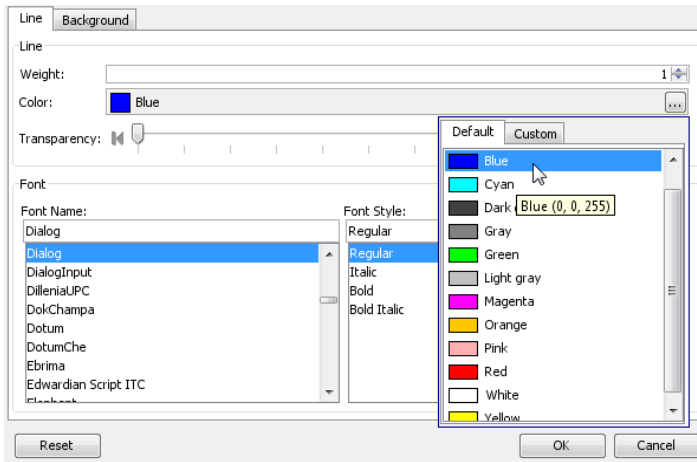 Line Background
Line
Weight: 1
Color: Blue ...
Transparency:
Default Custom
Blue
Cyan
Dark
Blue (0, 0, 255)
Gray
Green
Light gray
Magenta
Orange
Pink
Red
White
Yellow
Font
Font Name:
Dialog
Dialog
DialogInput
DilleniaUPC
DokChampa
Dotum
DotumChe
Ebrima
Edwardian Script ITC
Elephant
Font Style:
Regular
Regular
Italic
Bold
Bold Italic
Reset OK Cancel